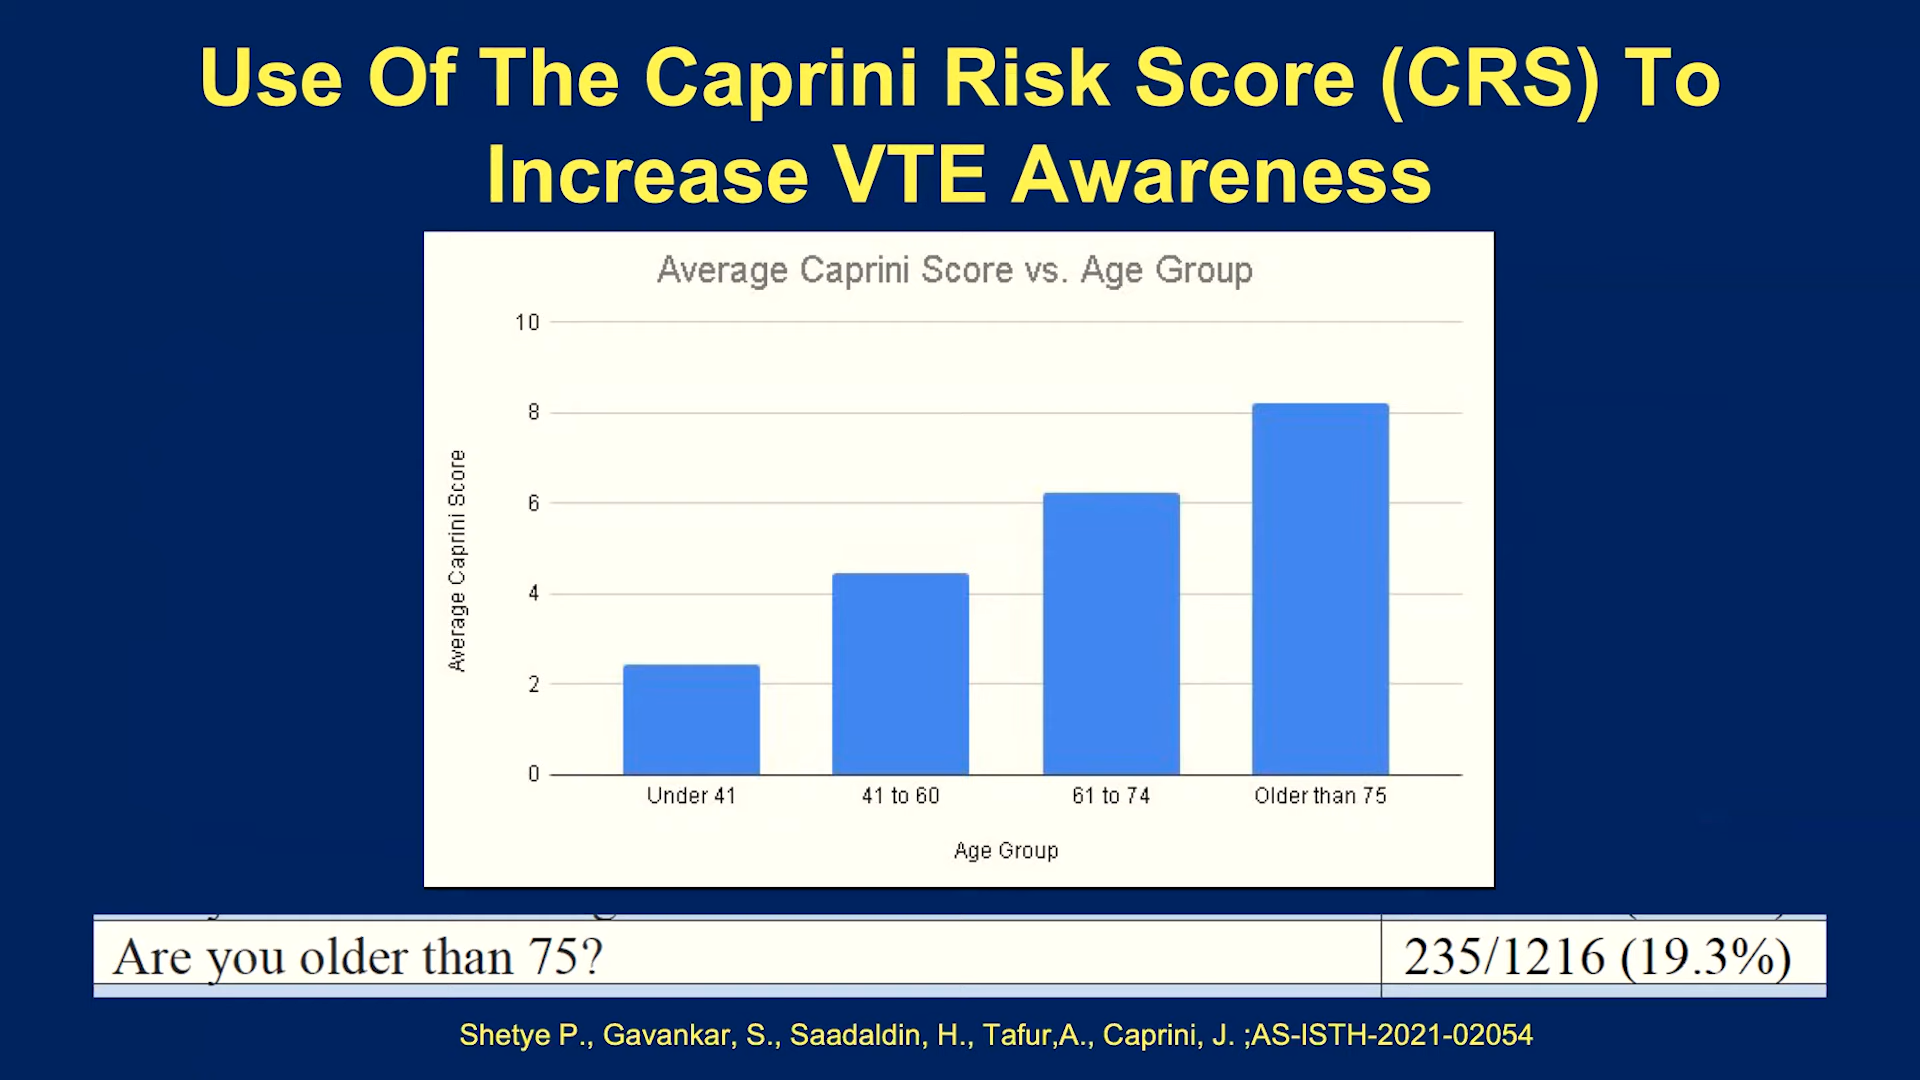 Use Of The Caprini Risk Score (CRS) To
Increase VTE Awareness
Average Caprini Score vs. Age Group
10
8
6
4
2
0
Average Caprini Score
Under 41
41 to 60
61 to 74
Older than 75
Age Group
Are you older than 75?
235/1216 (19.3%)
Shetye P., Gavankar, S., Saadaldin, H., Tafur,A., Caprini, J. ;AS-ISTH-2021-02054